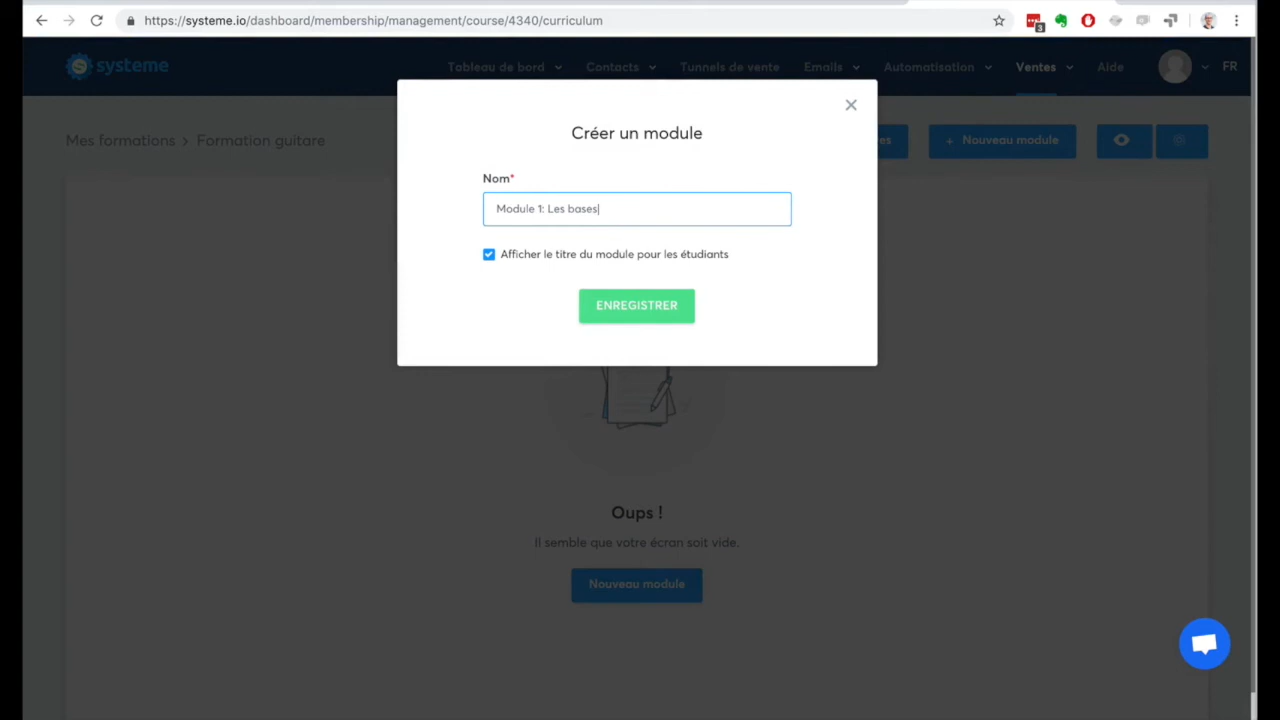 https://systeme.io/dashboard/membership/management/course/4340/curriculum
3
systeme
Tableau de bord
Contacts
Tunnels de vente
Emails
Automatisation
Ventes
Aide
FR
Mes formations > Formation guitare
es
+ Nouveau module
Créer un module
Nom*
Module 1: Les bases
Afficher le titre du module pour les étudiants
ENREGISTRER
Oups !
Il semble que votre écran soit vide.
Nouveau module